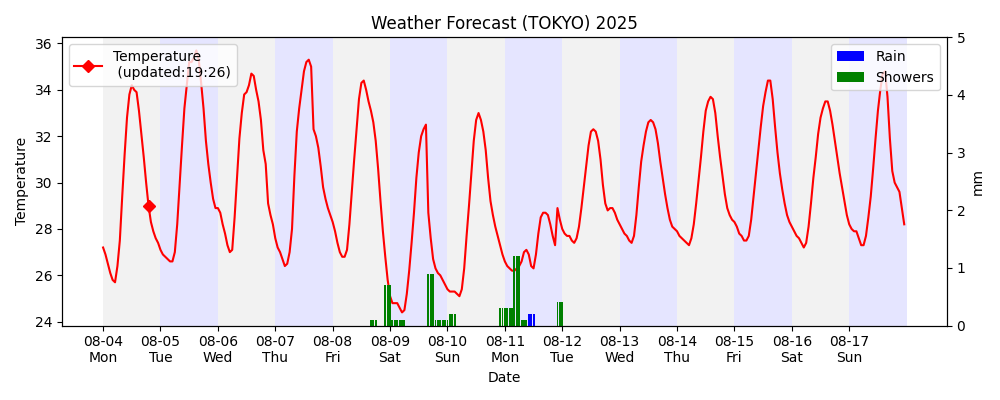 Weather Forecast (TOKYO) 2025
Temperature
(updated:19:26)
Rain
Showers
Temperature
36
34
32
30
28
26
24
5
4
3
2
1
0
mm
08-04 08-05 08-06 08-07 08-08 08-09 08-10 08-11 08-12 08-13 08-14 08-15 08-16 08-17
Mon Tue Wed Thu Fri Sat Sun Mon Tue Wed Thu Fri Sat Sun
Date